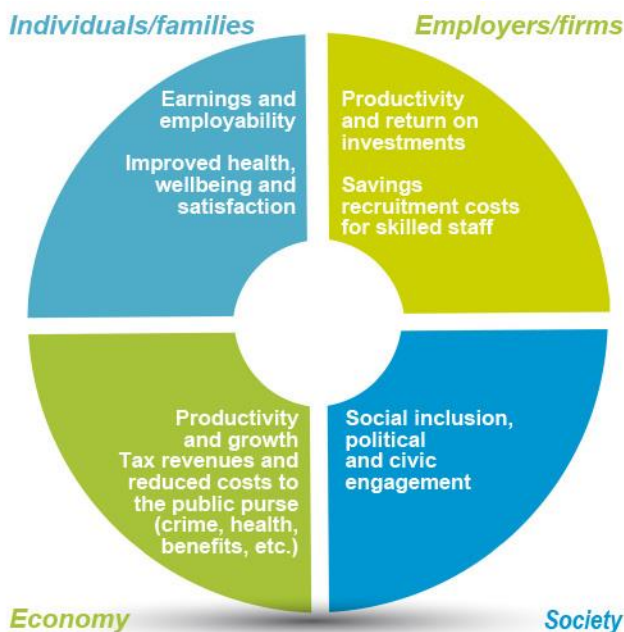 Individuals/families
Employers/firms
Earnings and
employability
Improved health,
wellbeing and
satisfaction
Productivity
and return on
investments
Savings
recruitment costs
for skilled staff
Productivity
and growth
Tax revenues and
reduced costs to
the public purse
(crime, health,
benefits, etc.)
Social inclusion,
political
and civic
engagement
Economy
Society